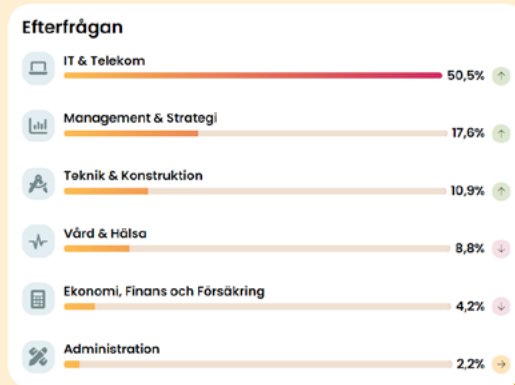 Efterfrågan
IT & Telekom
50,5%
Management & Strategi
17,6%
Teknik & Konstruktion
10,9%
Vård & Hälsa
8,8%
Ekonomi, Finans och Försäkring
4,2%
Administration
2,2%